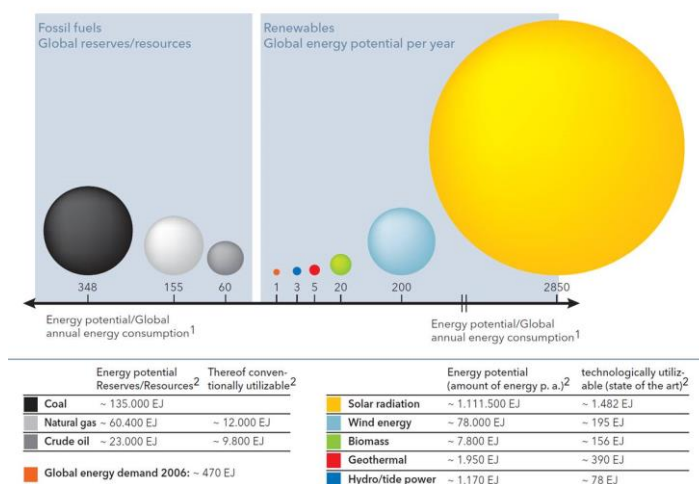 Fossil fuels
Global reserves/resources
Renewables
Global energy potential per year
348 155 60 1 3 5 20 200 2850
Energy potential/Global
annual energy consumption1
Energy potential/Global
annual energy consumption1
Energy potential Thereof conven-
Reserves/Resources2 tionally utilizable2
Coal ~ 135.000 EJ
Natural gas ~ 60.400 EJ ~ 12.000 EJ
Crude oil ~ 23.000 EJ ~ 9.800 EJ
Global energy demand 2006: ~ 470 EJ
Energy potential technologically utiliz-
(amount of energy p. a.)2 able (state of the art)2
Solar radiation ~ 1.111.500 EJ ~ 1.482 EJ
Wind energy ~ 78.000 EJ ~ 195 EJ
Biomass ~ 7.800 EJ ~ 156 EJ
Geothermal ~ 1.950 EJ ~ 390 EJ
Hydro/tide power ~ 1.170 EJ ~ 78 EJ